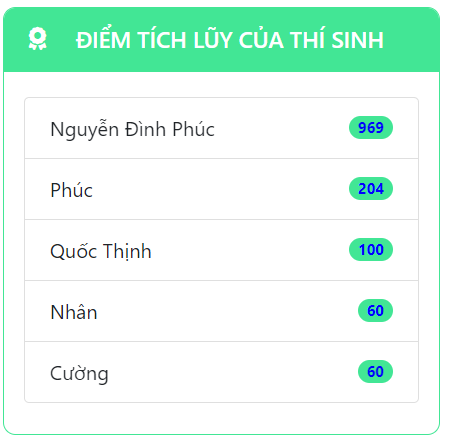 ĐIỂM TÍCH LŨY CỦA THÍ SINH
Nguyễn Đình Phúc 969
Phúc 204
Quốc Thịnh 100
Nhân 60
Cường 60